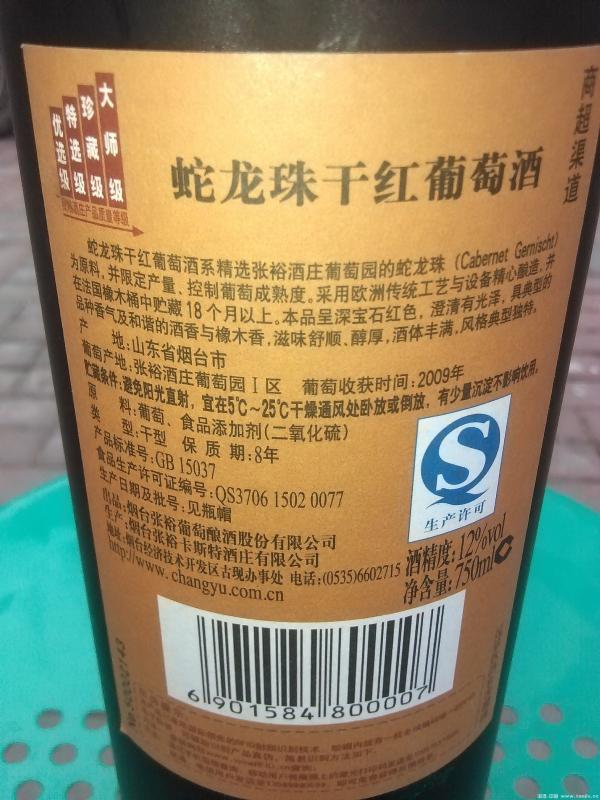 大师级
珍藏级
特选级
优选级
商超渠道
蛇龙珠干红葡萄酒
蛇龙珠干红葡萄酒系精选张裕酒庄葡萄园的蛇龙珠（Cabernet Gernischt）
为原料，并限定产量、控制葡萄成熟度。采用欧洲传统工艺与设备精心酿造，并
在法国橡木桶中贮藏18个月以上。本品呈深宝石红色，澄清有光泽，具典型的
品种香气及和谐的酒香与橡木香，滋味舒顺、醇厚，酒体丰满，风格典型独特。
产 地：山东省烟台市
葡萄产地：张裕酒庄葡萄园Ⅰ区 葡萄收获时间：2009年
贮藏条件：避免阳光直射，宜在5℃～25℃干燥通风处卧放或倒放，有少量沉淀不影响饮用。
原 料：葡萄、食品添加剂(二氧化硫)
类 型：干型 保 质 期：8年
产品标准号：GB 15037
食品生产许可证编号：QS3706 1502 0077
生产日期及批号：见瓶帽
出品：烟台张裕葡萄酿酒股份有限公司
生产：烟台张裕卡斯特酒庄有限公司
地址：烟台经济技术开发区古现办事处 电话：(0535)6602715
http://www.changyu.com.cn
生产许可
酒精度：12%vol
净含量：750ml
6 901584 800007